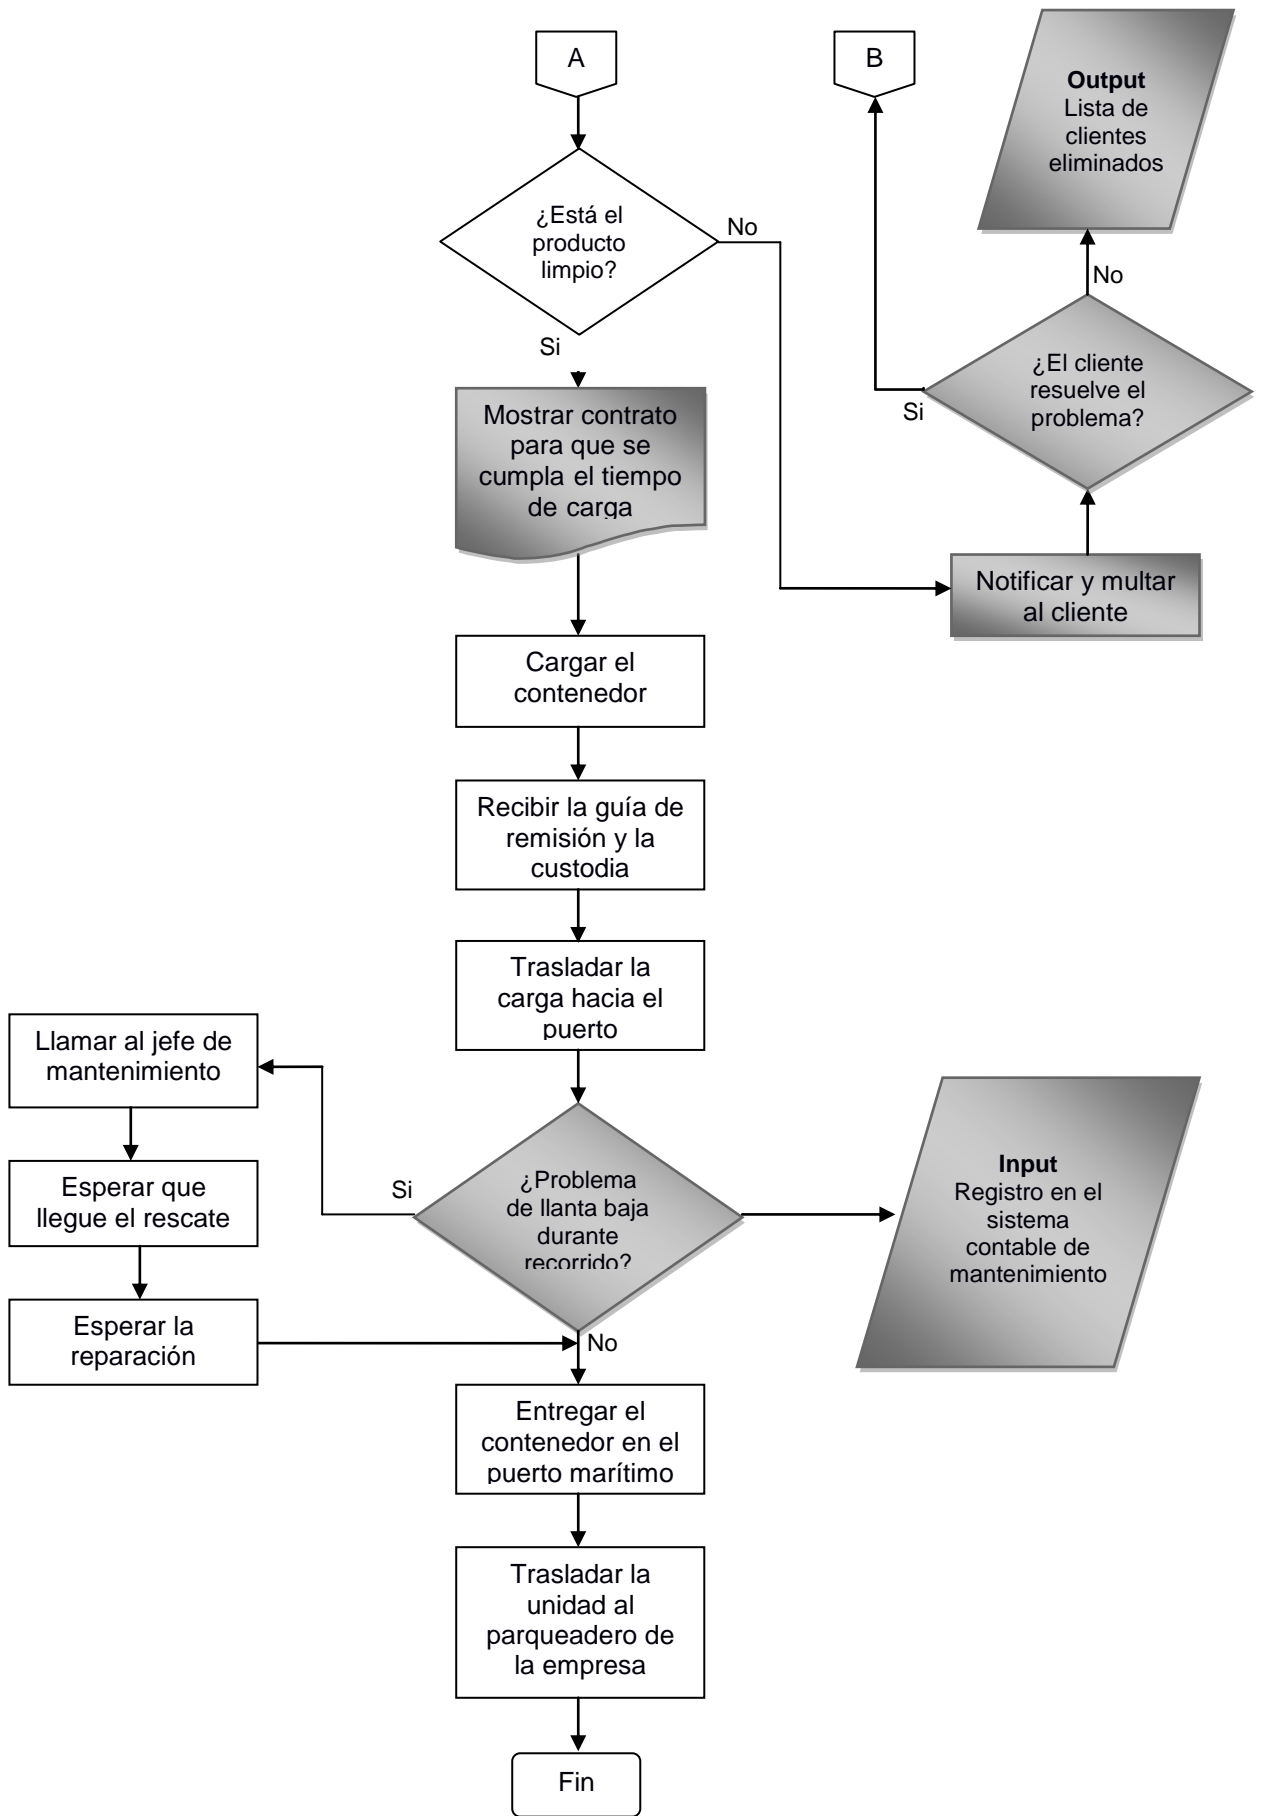 A
B
Output
Lista de
clientes
eliminados
¿Está el
producto
limpio?
No
No
Si
¿El cliente
resuelve el
problema?
Si
Mostrar contrato
para que se
cumpla el tiempo
de carga
Notificar y multar
al cliente
Cargar el
contenedor
Recibir la guía de
remisión y la
custodia
Trasladar la
carga hacia el
puerto
Llamar al jefe de
mantenimiento
Esperar que
llegue el rescate
Esperar la
reparación
Si
¿Problema
de llanta baja
durante
recorrido?
Input
Registro en el
sistema
contable de
mantenimiento
No
Entregar el
contenedor en el
puerto marítimo
Trasladar la
unidad al
parqueadero de
la empresa
Fin